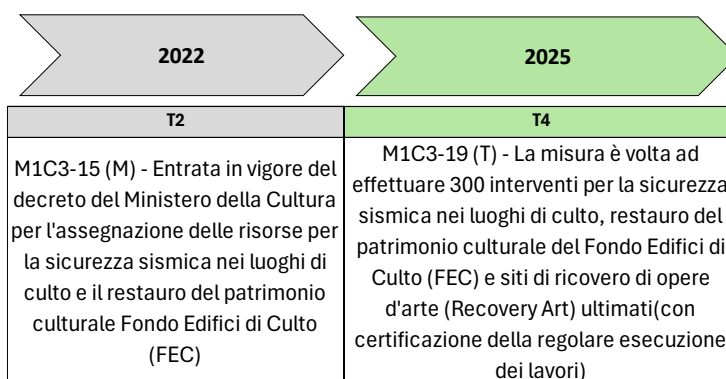 2022
2025
T2
T4
M1C3-15 (M) - Entrata in vigore del
decreto del Ministero della Cultura
per l'assegnazione delle risorse per
la sicurezza sismica nei luoghi di
culto e il restauro del patrimonio
culturale Fondo Edifici di Culto
(FEC)
M1C3-19 (T) - La misura è volta ad
effettuare 300 interventi per la sicurezza
sismica nei luoghi di culto, restauro del
patrimonio culturale del Fondo Edifici di
Culto (FEC) e siti di ricovero di opere
d'arte (Recovery Art) ultimati(con
certificazione della regolare esecuzione
dei lavori)